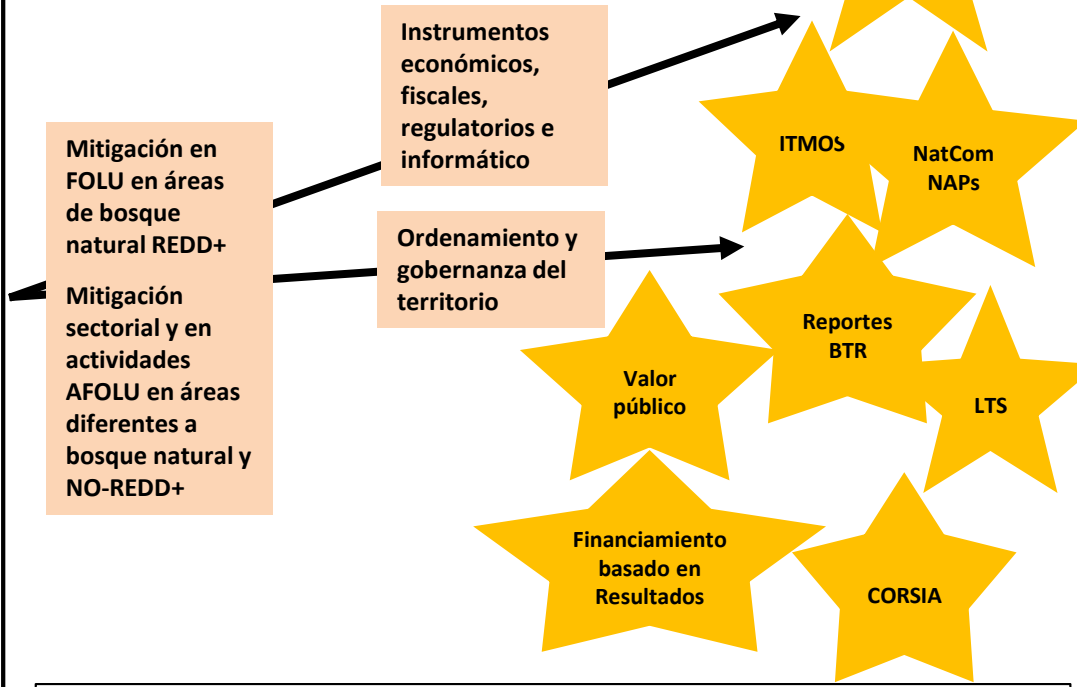 Instrumentos
económicos,
fiscales,
regulatorios e
informático
Mitigación en
FOLU en áreas
de bosque
natural REDD+
Mitigación
sectorial y en
actividades
AFOLU en áreas
diferentes a
bosque natural y
NO-REDD+
Ordenamiento y
gobernanza del
territorio
ITMOS
NatCom
NAPs
Reportes
BTR
Valor
público
LTS
Financiamiento
basado en
Resultados
CORSIA